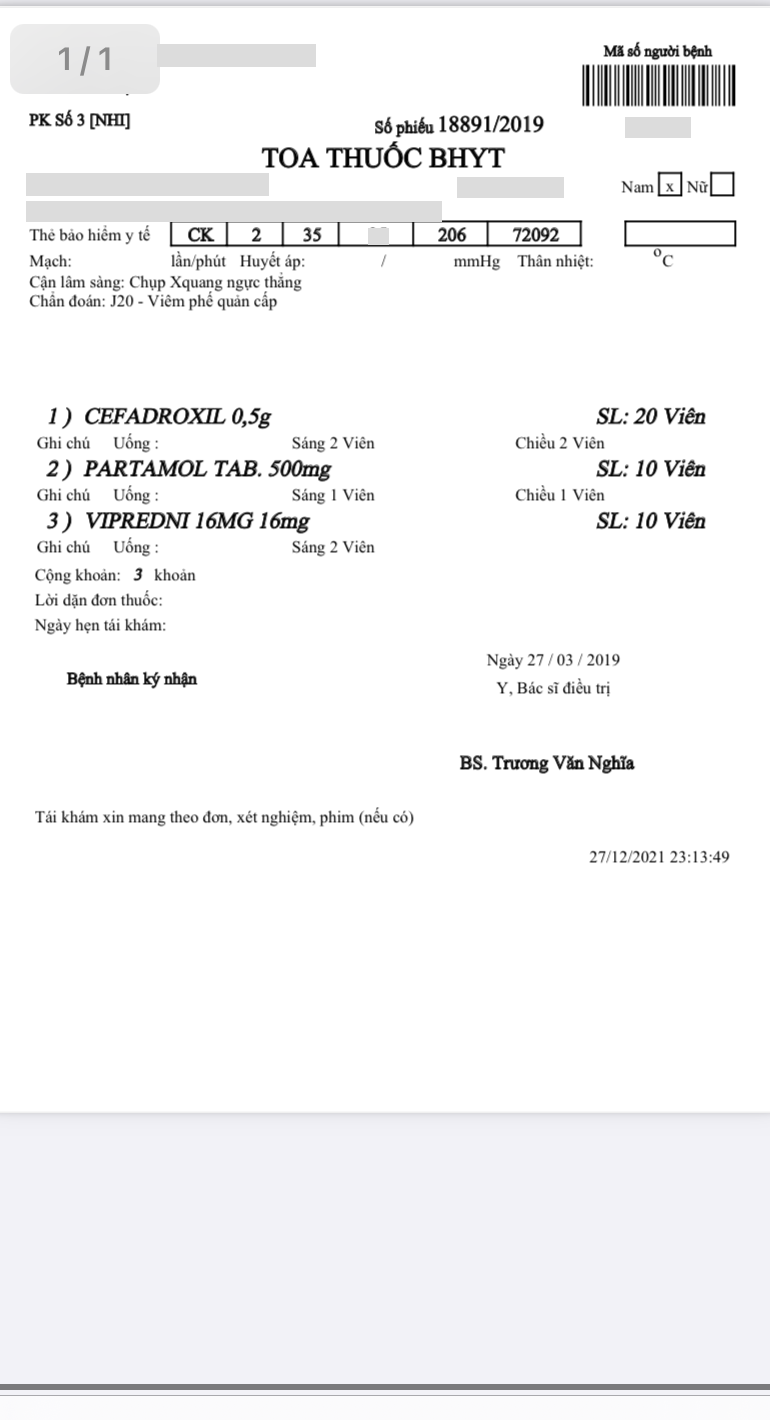 1/1
Mã số người bệnh
PK Số 3 [NHI]
Số phiếu 18891/2019
TOA THUỐC BHYT
Nam x Nữ
Thẻ bảo hiểm y tế CK 2 35 206 72092
Mạch: lần/phút Huyết áp: / mmHg Thân nhiệt: °C
Cận lâm sàng: Chụp Xquang ngực thẳng
Chẩn đoán: J20 - Viêm phế quản cấp
1 ) CEFADROXIL 0,5g SL: 20 Viên
Ghi chú Uống : Sáng 2 Viên Chiều 2 Viên
2 ) PARTAMOL TAB. 500mg SL: 10 Viên
Ghi chú Uống : Sáng 1 Viên Chiều 1 Viên
3 ) VIPREDNI 16MG 16mg SL: 10 Viên
Ghi chú Uống : Sáng 2 Viên
Cộng khoản: 3 khoản
Lời dặn đơn thuốc:
Ngày hẹn tái khám:
Ngày 27 / 03 / 2019
Bệnh nhân ký nhận
Y, Bác sĩ điều trị
BS. Trương Văn Nghĩa
Tái khám xin mang theo đơn, xét nghiệm, phim (nếu có)
27/12/2021 23:13:49